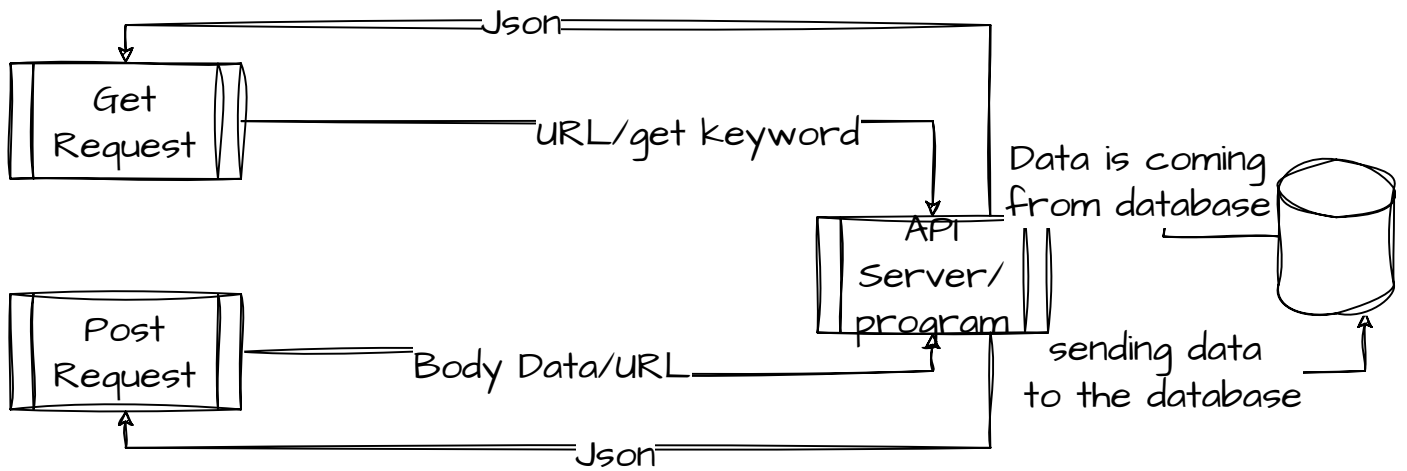 Json
Get
Request
URL/get keyword
Data is coming
from database
API
Server/
program
Post
Request
Body Data/URL
sending data
to the database
Json